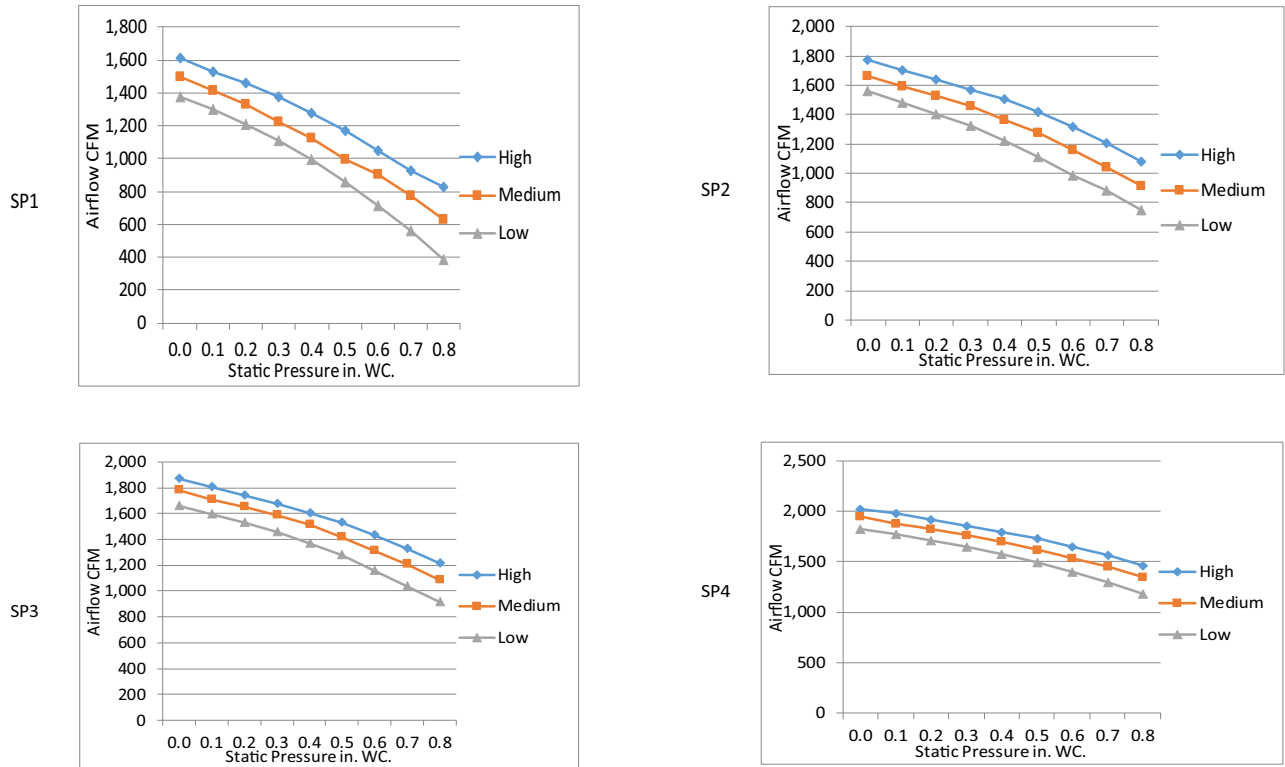 SP1
Airflow CFM
1,800
1,600
1,400
1,200
1,000
800
600
400
200
0
0.0 0.1 0.2 0.3 0.4 0.5 0.6 0.7 0.8
Static Pressure in. WC.
High
Medium
Low
SP2
Airflow CFM
2,000
1,800
1,600
1,400
1,200
1,000
800
600
400
200
0
0.0 0.1 0.2 0.3 0.4 0.5 0.6 0.7 0.8
Static Pressure in. WC.
High
Medium
Low
SP3
Airflow CFM
2,000
1,800
1,600
1,400
1,200
1,000
800
600
400
200
0
0.0 0.1 0.2 0.3 0.4 0.5 0.6 0.7 0.8
Static Pressure in. WC.
High
Medium
Low
SP4
Airflow CFM
2,500
2,000
1,500
1,000
500
0
0.0 0.1 0.2 0.3 0.4 0.5 0.6 0.7 0.8
Static Pressure in. WC.
High
Medium
Low